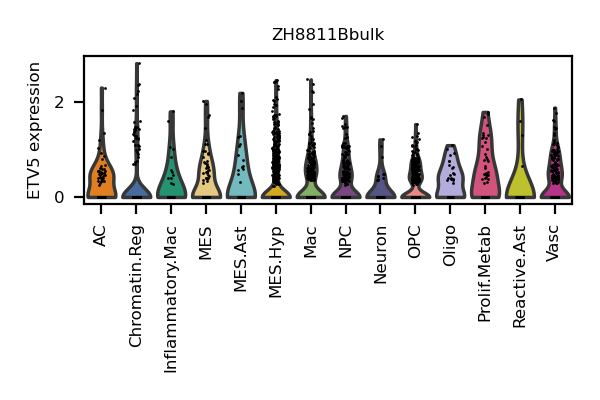 ZH8811Bbulk
ETV5 expression
2
0
AC
Chromatin.Reg
Inflammatory.Mac
MES
MES.Ast
MES.Hyp
Mac
NPC
Neuron
OPC
Oligo
Prolif.Metab
Reactive.Ast
Vasc